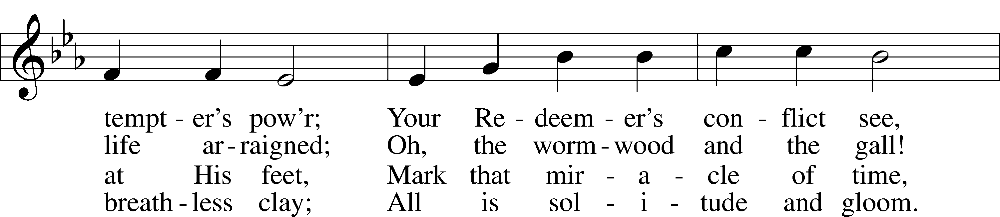 tempt - er's pow'r; Your Re - deem - er's con - flict see,
life ar - raigned; Oh, the worm - wood and the gall!
at His feet, Mark that mir - a - cle of time,
breath - less clay; All is sol - i - tude and gloom.